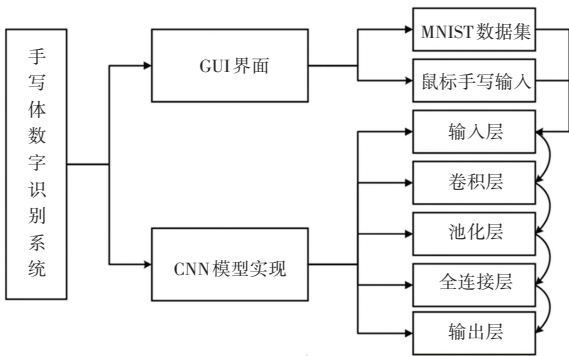 手写体数字识别系统
GUI界面
CNN模型实现
MNIST数据集
鼠标手写输入
输入层
卷积层
池化层
全连接层
输出层